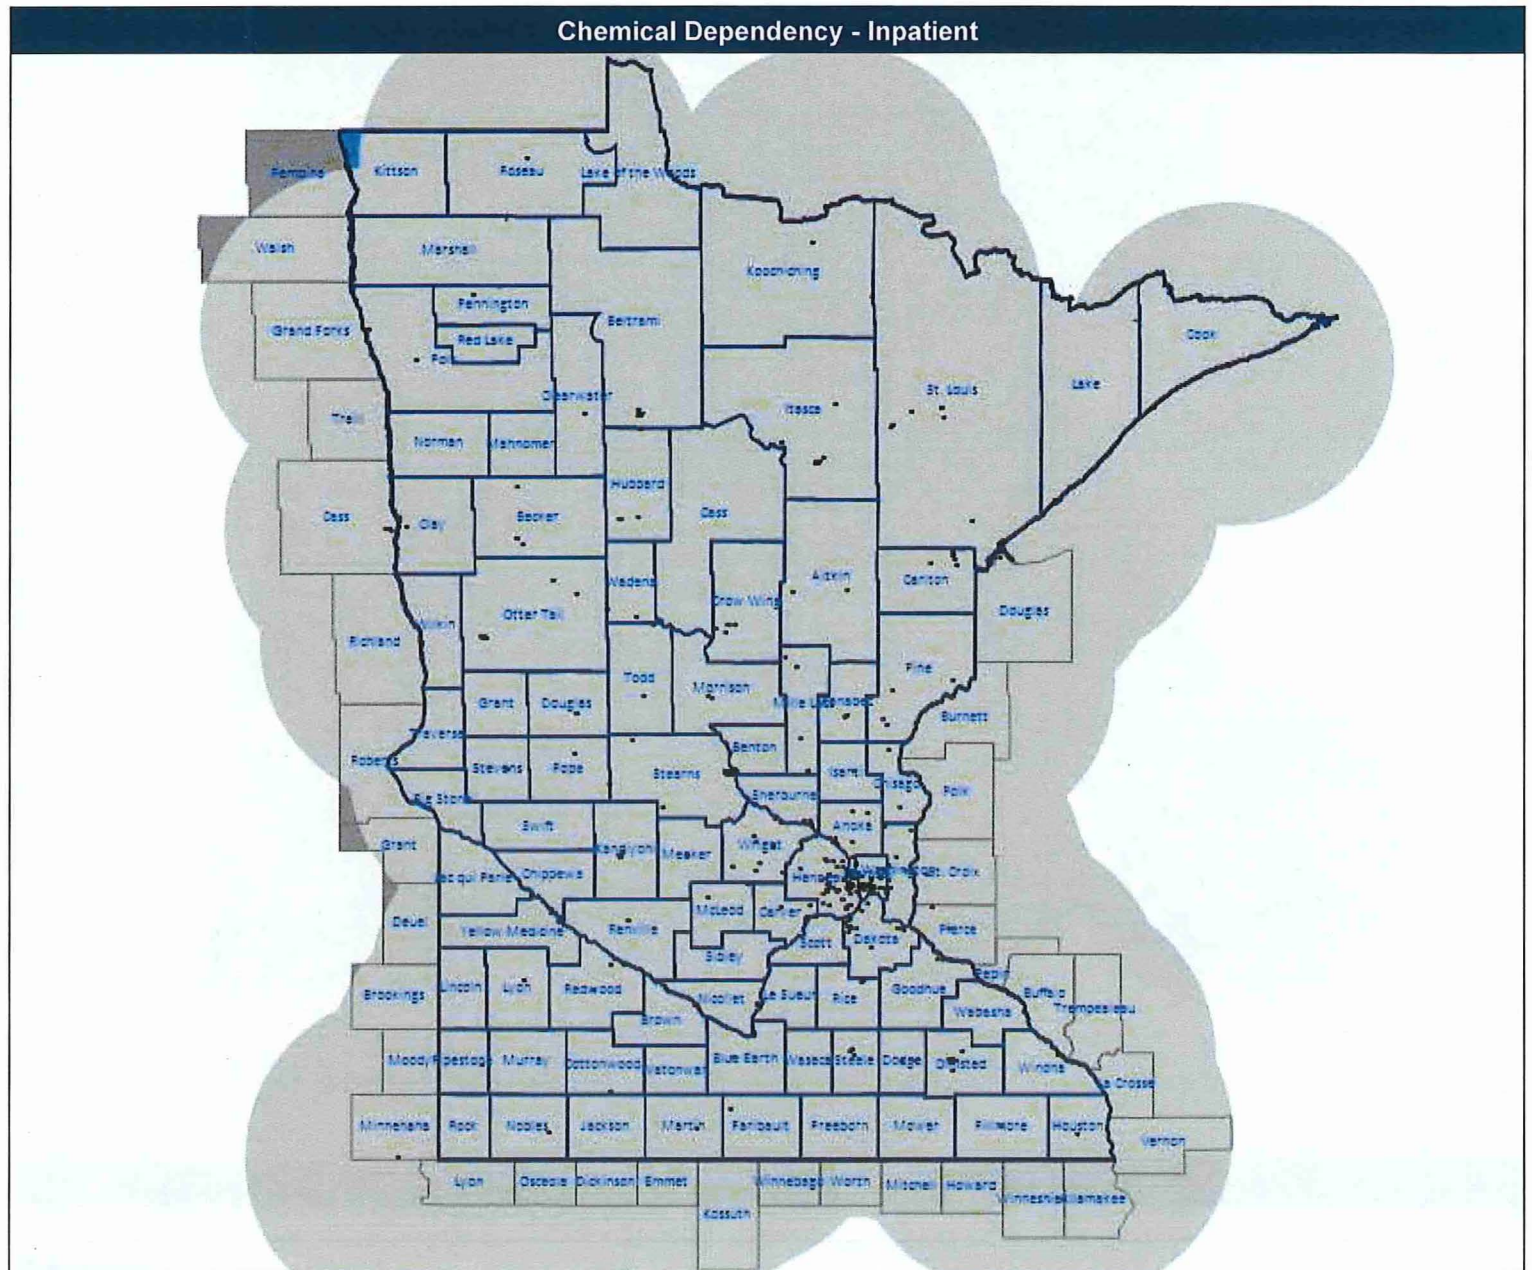 Chemical Dependency - Inpatient
Pembina
Kittson
Roseau
Lake of the Woods
Walsh
Marshall
Koochiching
Pennington
Grand Forks
Beltrami
Red Lake
Cook
Clearwater
St. Louis
Lake
Itasca
Traill
Norman
Mahnomen
Hubbard
Cass
Clay
Becker
Cass
Wadena
Crow Wing
Aitkin
Carlton
Otter Tail
Wilkin
Douglas
Richland
Pine
Todd
Morrison
Grant
Douglas
Mille Lacs
Kanabec
Burnett
Traverse
Benton
Roberts
Stevens
Pope
Stearns
Isanti
Chisago
Polk
Big Stone
Sherburne
Swift
Anoka
Grant
Kandiyohi
Meeker
Wright
Lac qui Parle
Chippewa
St. Croix
McLeod
Carver
Deuel
Yellow Medicine
Renville
Scott
Dakota
Pierce
Sibley
Brookings
Lincoln
Lyon
Redwood
Nicollet
Le Sueur
Rice
Goodhue
Pepin
Buffalo
Trempealeau
Wabasha
Brown
Moody
Pipestone
Murray
Cottonwood
Watonwan
Blue Earth
Waseca
Steele
Dodge
Olmsted
Winona
La Crosse
Minnehaha
Rock
Nobles
Jackson
Martin
Faribault
Freeborn
Mower
Fillmore
Houston
Vernon
Lyon
Osceola
Dickinson
Emmet
Kossuth
Winnebago
Worth
Mitchell
Howard
Winneshiek
Allamakee